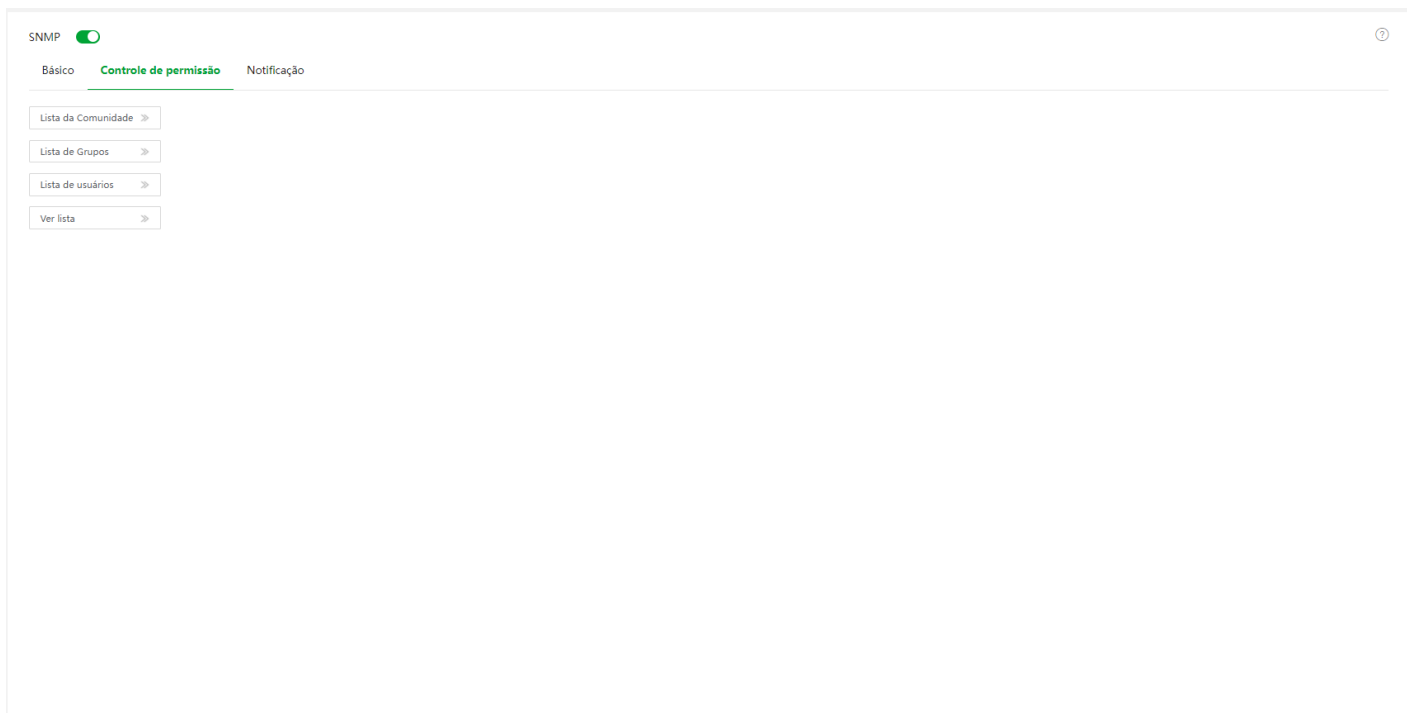 SNMP
Básico Controle de permissão Notificação
Lista da Comunidade
Lista de Grupos
Lista de usuários
Ver lista